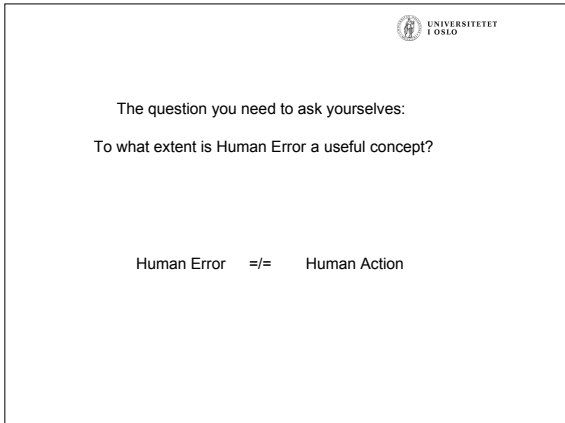 UNIVERSITETET
I OSLO
The question you need to ask yourselves:
To what extent is Human Error a useful concept?
Human Error =/= Human Action